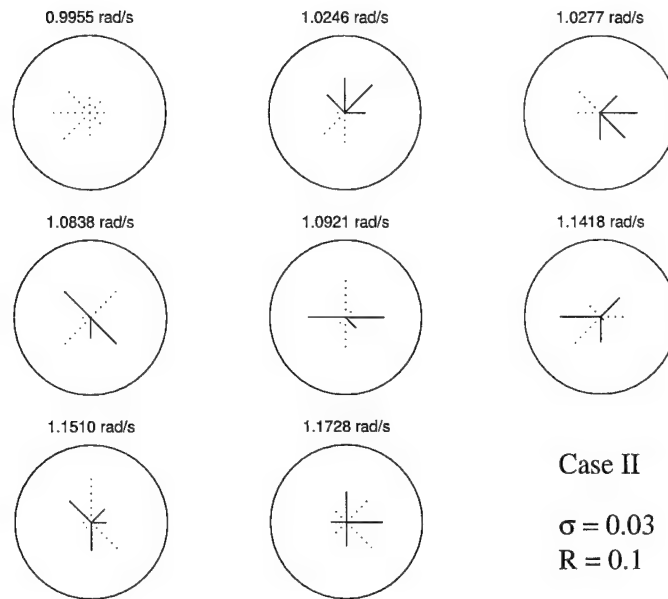 0.9955 rad/s
1.0246 rad/s
1.0277 rad/s
1.0838 rad/s
1.0921 rad/s
1.1418 rad/s
1.1510 rad/s
1.1728 rad/s
Case II
σ = 0.03
R = 0.1